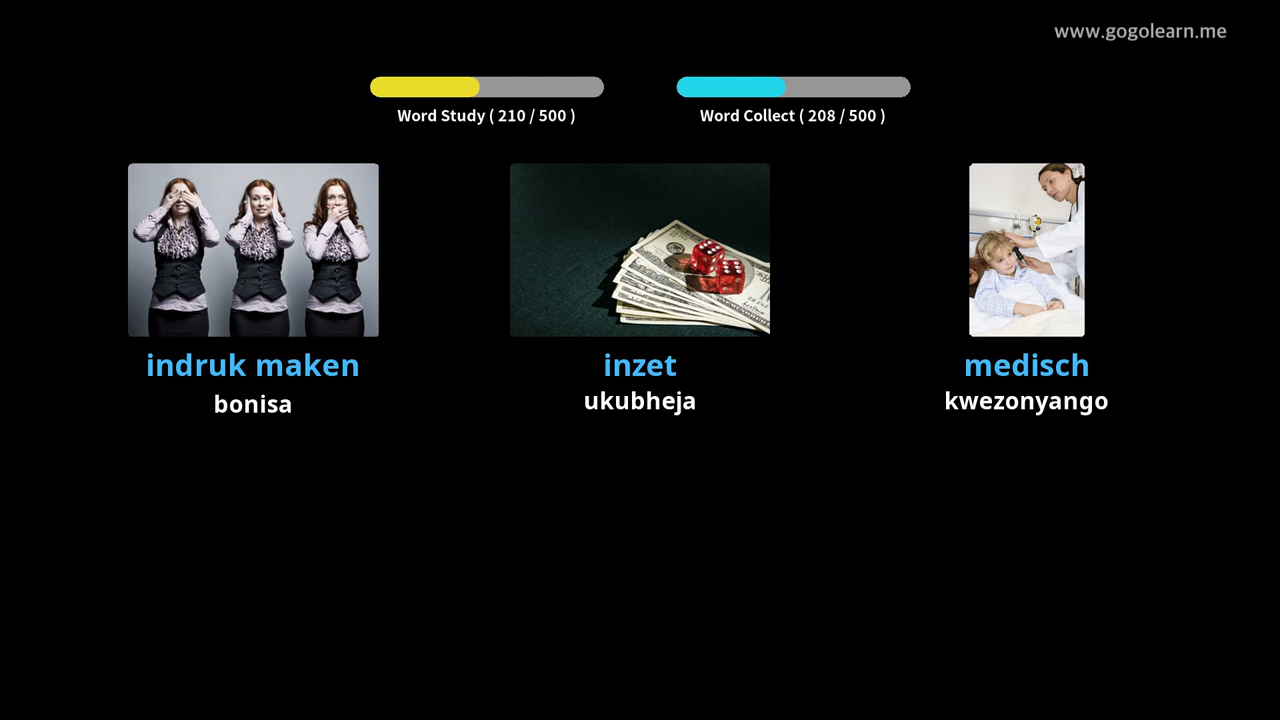 www.gogolearn.me
Word Study ( 210 / 500 )
Word Collect ( 208 / 500 )
indruk maken
bonisa
inzet
ukubheja
medisch
kwezonyango